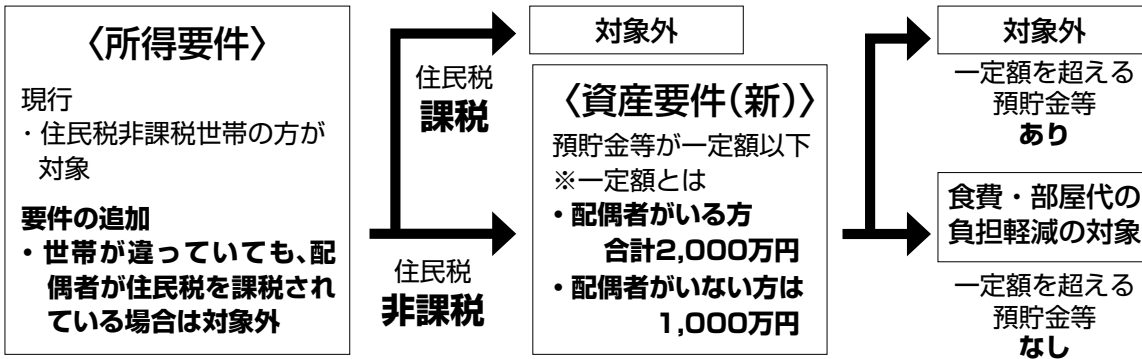 〈所得要件〉
現行
・住民税非課税世帯の方が
対象
要件の追加
・世帯が違っていても、配
偶者が住民税を課税され
ている場合は対象外
住民税
課税
住民税
非課税
対象外
〈資産要件(新)〉
預貯金等が一定額以下
※一定額とは
・配偶者がいる方
合計2,000万円
・配偶者がいない方は
1,000万円
対象外
一定額を超える
預貯金等
あり
食費・部屋代の
負担軽減の対象
一定額を超える
預貯金等
なし